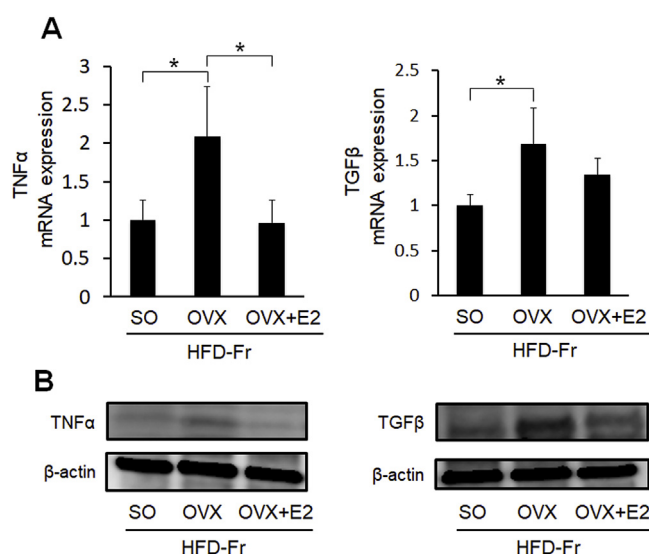 A
TNFα
mRNA expression
3
2.5
2
1.5
1
0.5
0
*
*
SO OVX OVX+E2
HFD-Fr
TGFβ
mRNA expression
2.5
2
1.5
1
0.5
0
*
SO OVX OVX+E2
HFD-Fr
B
TNFα
β-actin
SO OVX OVX+E2
HFD-Fr
TGFβ
β-actin
SO OVX OVX+E2
HFD-Fr